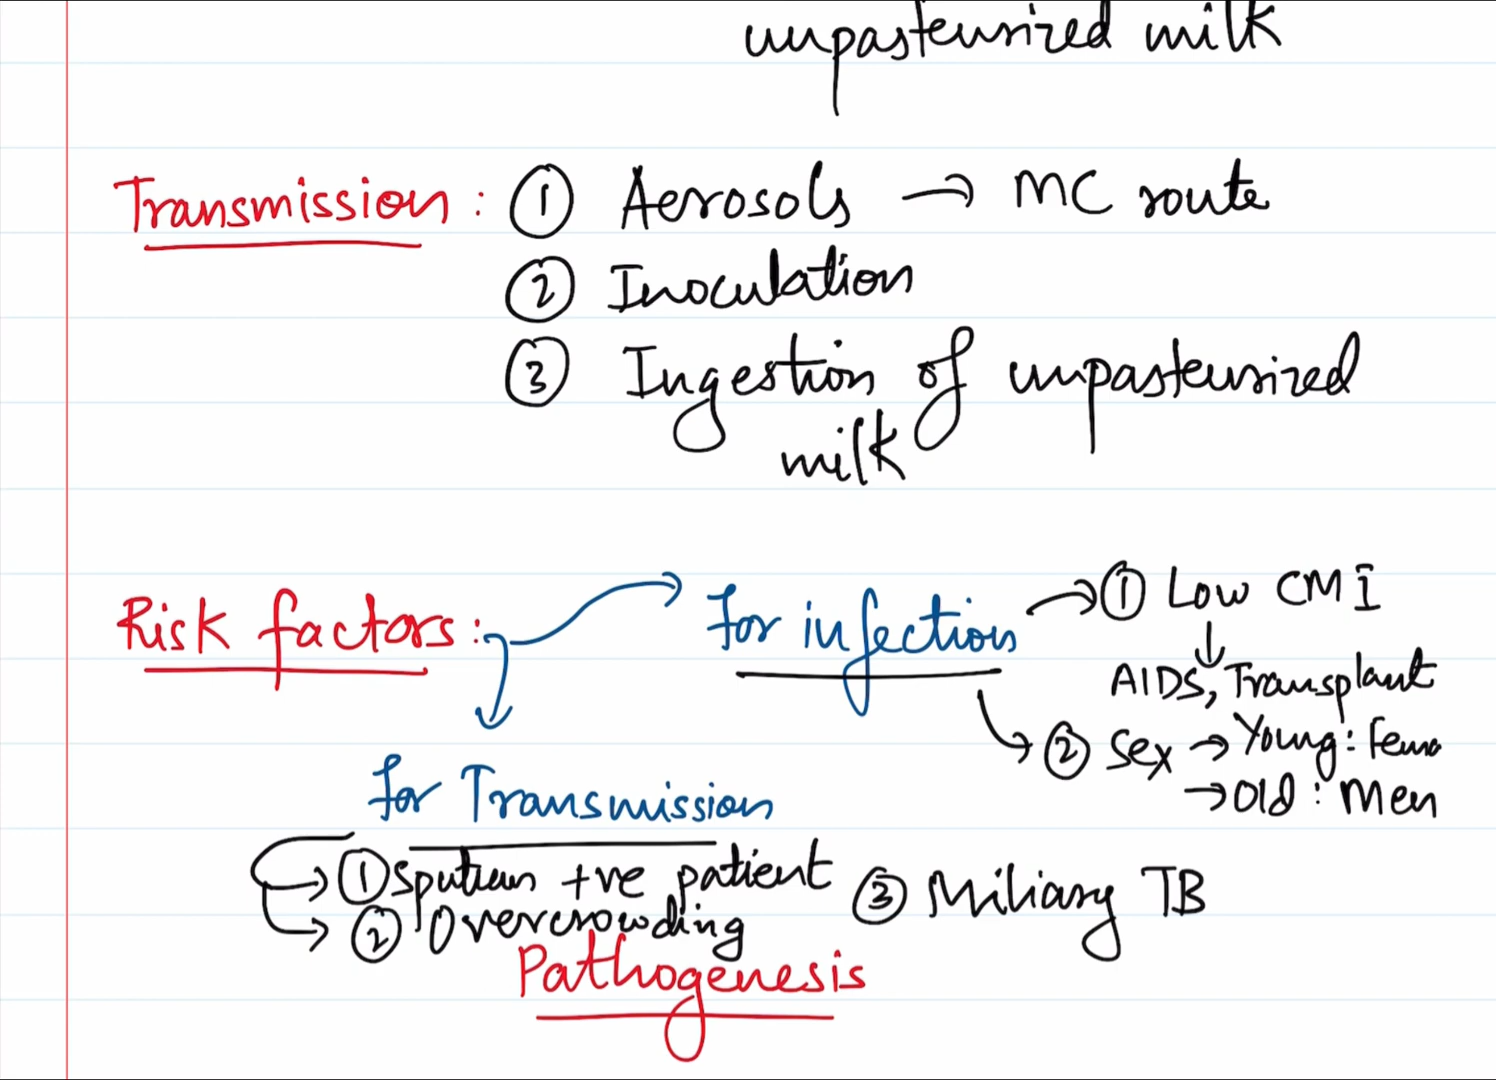 unpasteurized milk
Transmission: ① Aerosols → MC route
② Inoculation
③ Ingestion of unpasteurized
milk
Risk factors: For infection → ① Low CMI
↓
AIDS, Transplant
→ ② Sex → Young: Fema
→ Old: Men
for Transmission
→ ① Sputum +ve patient ③ Miliary TB
→ ② Overcrowding
Pathogenesis